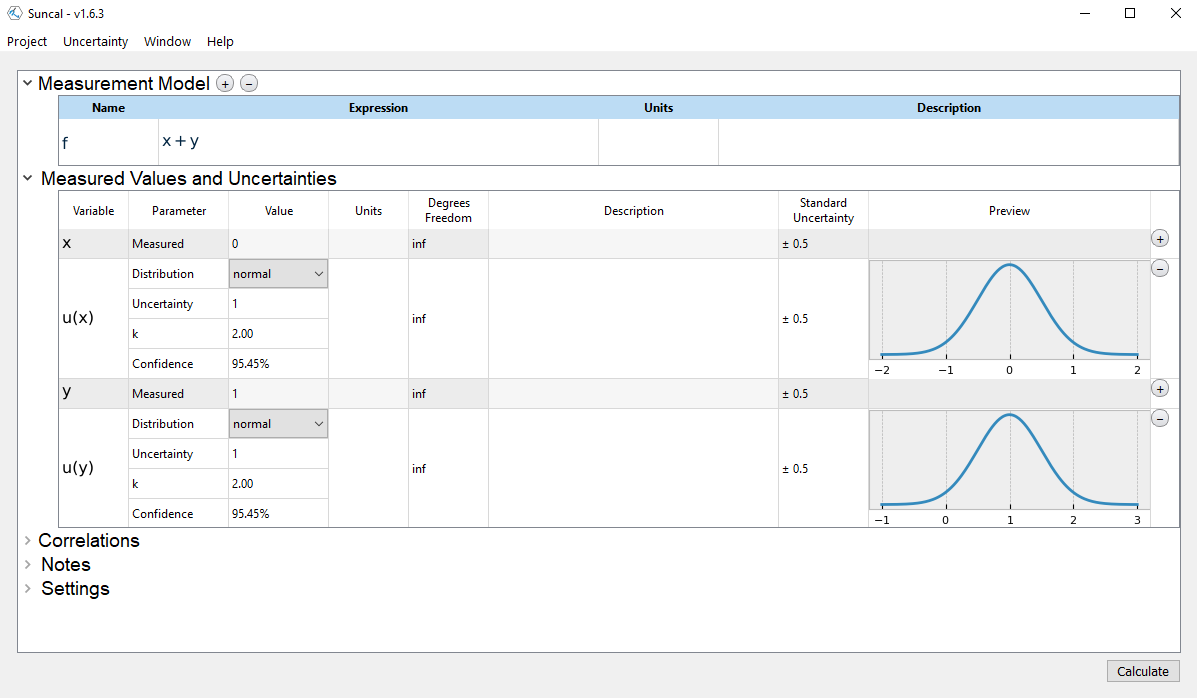 Suncal - v1.6.3
Project Uncertainty Window Help
Measurement Model + −
Name Expression Units Description
f x + y
Measured Values and Uncertainties
Variable Parameter Value Units Degrees Freedom Description Standard Uncertainty Preview
x Measured 0 inf ± 0.5 +
u(x) inf ± 0.5 −
Distribution normal
Uncertainty 1
k 2.00
Confidence 95.45%
−2 −1 0 1 2
y Measured 1 inf ± 0.5 +
u(y) inf ± 0.5 −
Distribution normal
Uncertainty 1
k 2.00
Confidence 95.45%
−1 0 1 2 3
Correlations
Notes
Settings
Calculate